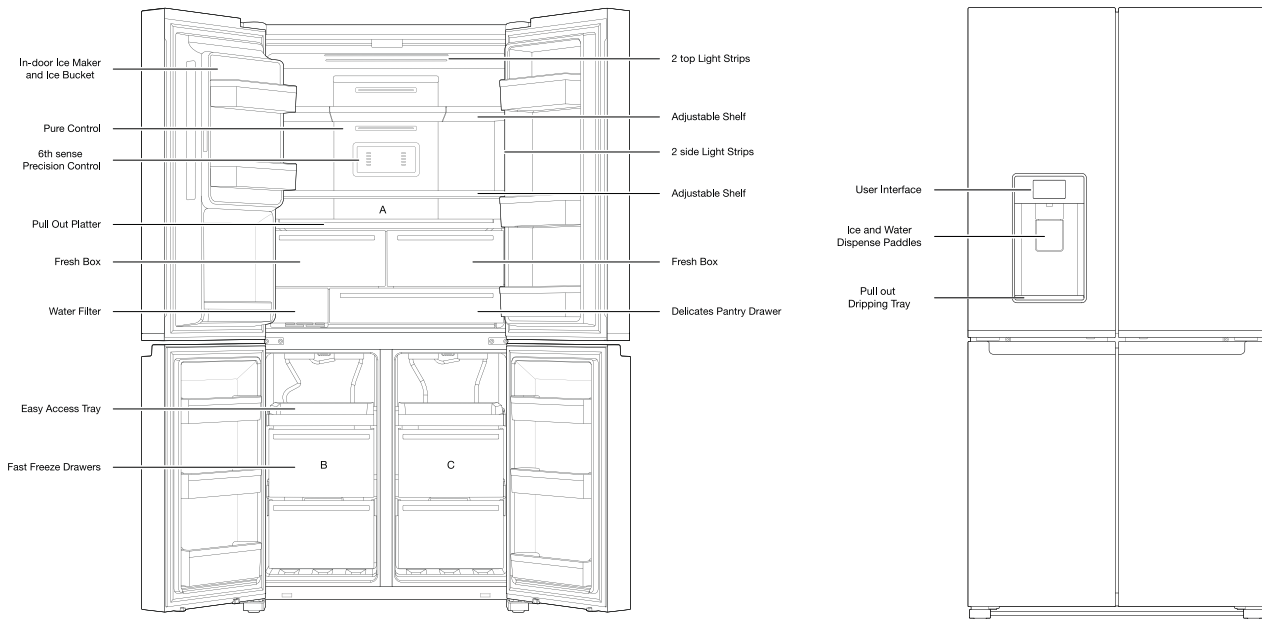 In-door Ice Maker
and Ice Bucket
Pure Control
6th sense
Precision Control
Pull Out Platter
Fresh Box
Water Filter
Easy Access Tray
Fast Freeze Drawers
A
B
C
2 top Light Strips
Adjustable Shelf
2 side Light Strips
Adjustable Shelf
Fresh Box
Delicates Pantry Drawer
User Interface
Ice and Water
Dispense Paddles
Pull out
Dripping Tray